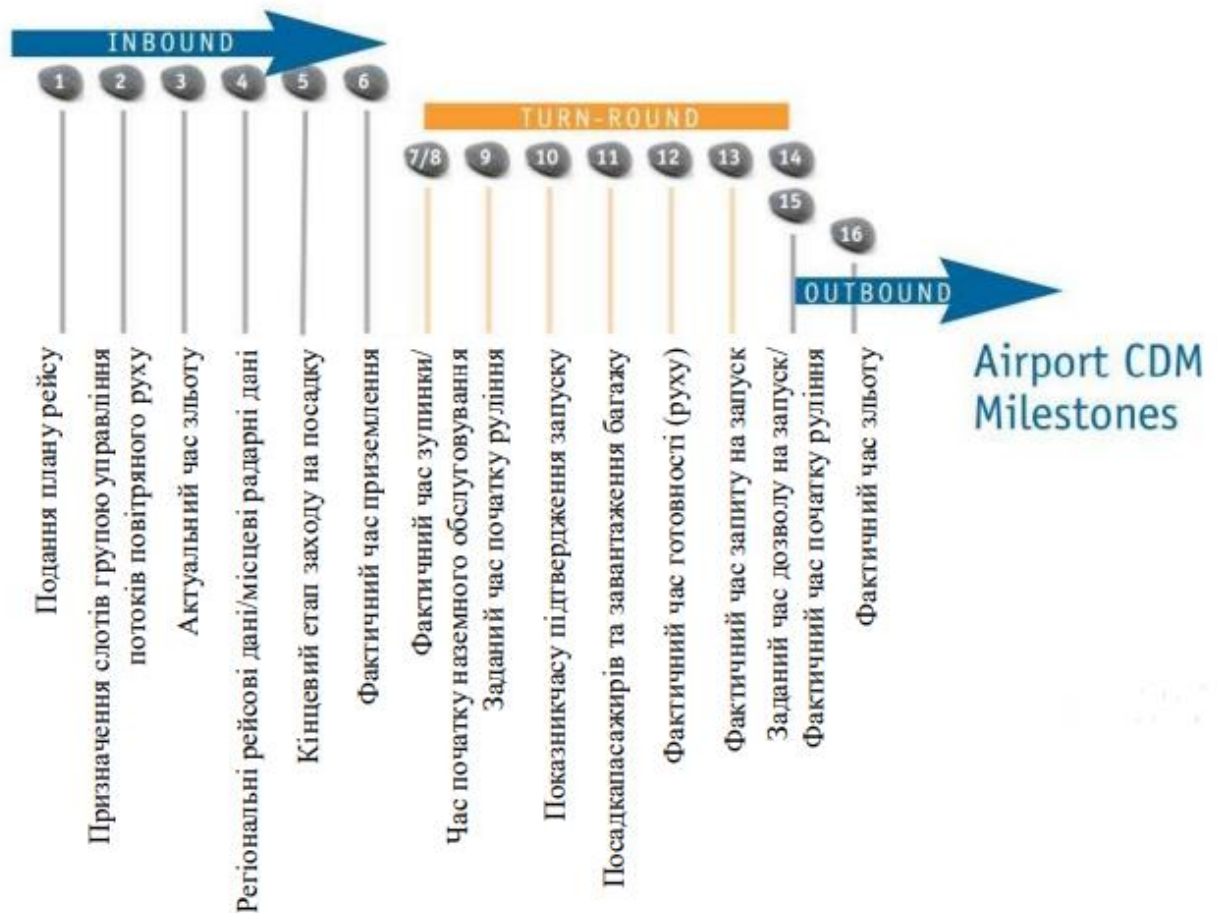 INBOUND
1 2 3 4 5 6
TURN-ROUND
7/8 9 10 11 12 13 14
15
16
OUTBOUND
Подання плану рейсу
Призначення слотів групою управління
потоків повітряного руху
Актуальний час зльоту
Регіональні рейсові дані/місцеві радарні дані
Кінцевий етап заходу на посадку
Фактичний час приземлення
Фактичний час зупинки/
Час початку наземного обслуговування
Заданий час початку руління
Показникчасу підтвердження запуску
Посадкапасажирів та завантаження багажу
Фактичний час готовності (руху)
Фактичний час запиту на запуск
Заданий час дозволу на запуск/
Фактичний час початку руління
Фактичний час зльоту
Airport CDM
Milestones